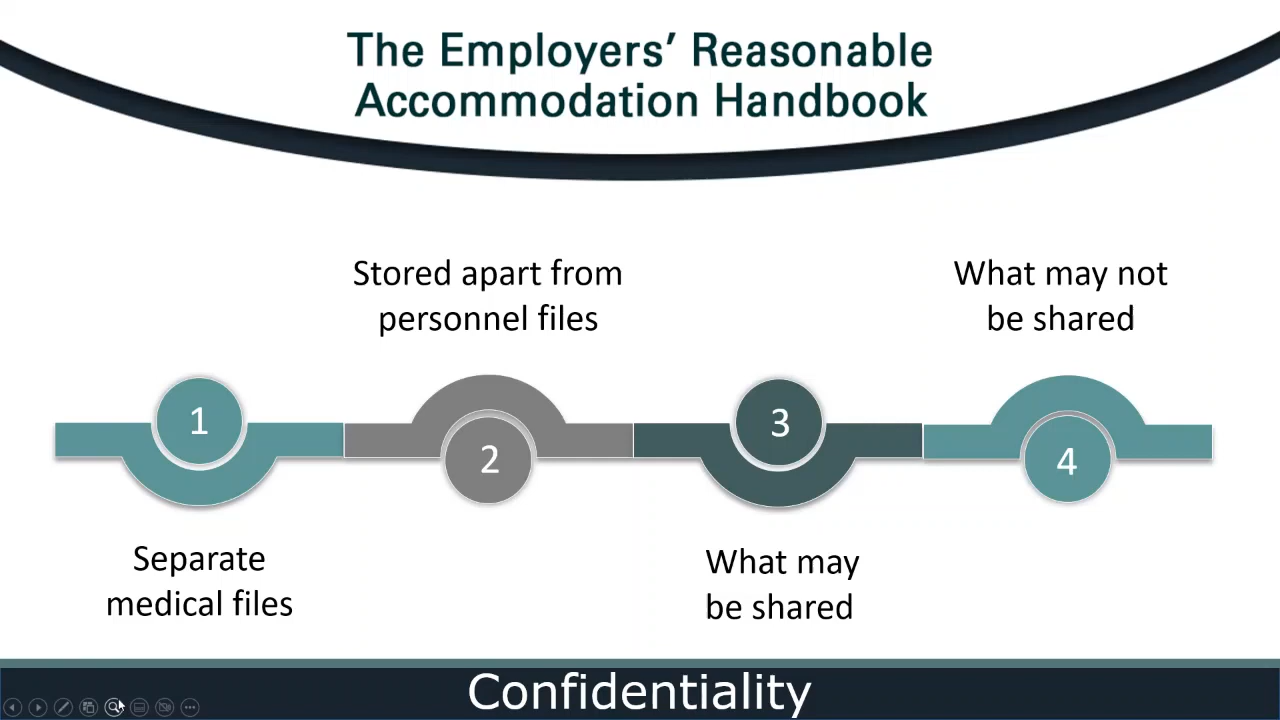 The Employers’ Reasonable
Accommodation Handbook
Stored apart from
personnel files
What may not
be shared
1
2
3
4
Separate
medical files
What may
be shared
Confidentiality